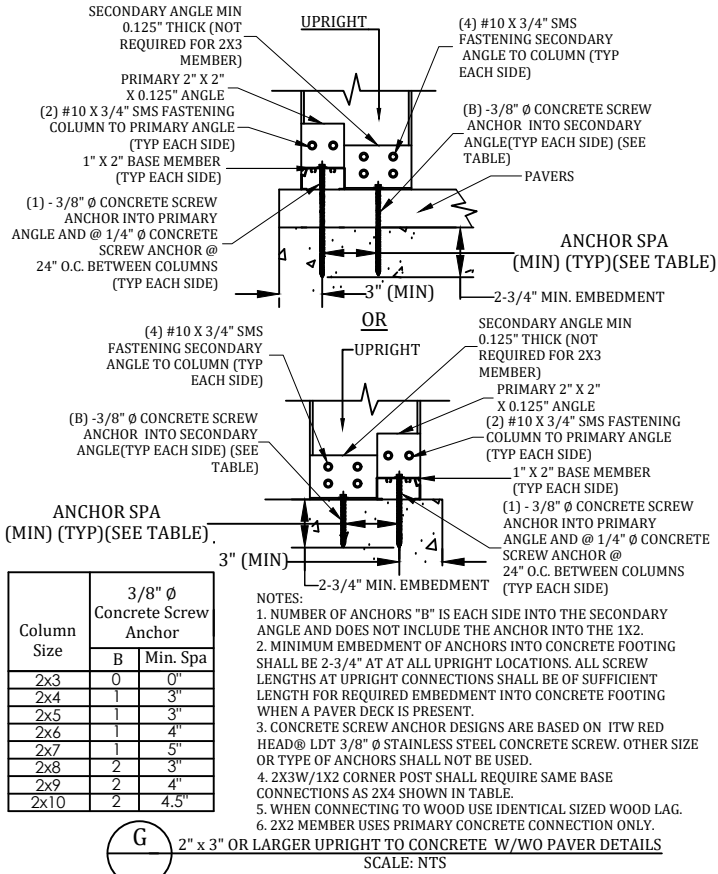 SECONDARY ANGLE MIN
0.125" THICK (NOT
REQUIRED FOR 2X3
MEMBER)
UPRIGHT
(4) #10 X 3/4" SMS
FASTENING SECONDARY
ANGLE TO COLUMN (TYP
EACH SIDE)
PRIMARY 2" X 2"
X 0.125" ANGLE
(2) #10 X 3/4" SMS FASTENING
COLUMN TO PRIMARY ANGLE
(TYP EACH SIDE)
1" X 2" BASE MEMBER
(TYP EACH SIDE)
(B) -3/8" Ø CONCRETE SCREW
ANCHOR INTO SECONDARY
ANGLE(TYP EACH SIDE) (SEE
TABLE)
PAVERS
(1) - 3/8" Ø CONCRETE SCREW
ANCHOR INTO PRIMARY
ANGLE AND @ 1/4" Ø CONCRETE
SCREW ANCHOR @
24" O.C. BETWEEN COLUMNS
(TYP EACH SIDE)
ANCHOR SPA
(MIN) (TYP)(SEE TABLE)
3" (MIN)
2-3/4" MIN. EMBEDMENT
OR
(4) #10 X 3/4" SMS
FASTENING SECONDARY
ANGLE TO COLUMN (TYP
EACH SIDE)
UPRIGHT
SECONDARY ANGLE MIN
0.125" THICK (NOT
REQUIRED FOR 2X3
MEMBER)
PRIMARY 2" X 2"
X 0.125" ANGLE
(2) #10 X 3/4" SMS FASTENING
COLUMN TO PRIMARY ANGLE
(TYP EACH SIDE)
1" X 2" BASE MEMBER
(TYP EACH SIDE)
(B) -3/8" Ø CONCRETE SCREW
ANCHOR INTO SECONDARY
ANGLE(TYP EACH SIDE) (SEE
TABLE)
(1) - 3/8" Ø CONCRETE SCREW
ANCHOR INTO PRIMARY
ANGLE AND @ 1/4" Ø CONCRETE
SCREW ANCHOR @
24" O.C. BETWEEN COLUMNS
(TYP EACH SIDE)
ANCHOR SPA
(MIN) (TYP)(SEE TABLE)
3" (MIN)
2-3/4" MIN. EMBEDMENT
Column Size 3/8" Ø Concrete Screw Anchor
B Min. Spa
2x3 0 0"
2x4 1 3"
2x5 1 3"
2x6 1 4"
2x7 1 5"
2x8 2 3"
2x9 2 4"
2x10 2 4.5"
NOTES:
1. NUMBER OF ANCHORS "B" IS EACH SIDE INTO THE SECONDARY
ANGLE AND DOES NOT INCLUDE THE ANCHOR INTO THE 1X2.
2. MINIMUM EMBEDMENT OF ANCHORS INTO CONCRETE FOOTING
SHALL BE 2-3/4" AT AT ALL UPRIGHT LOCATIONS. ALL SCREW
LENGTHS AT UPRIGHT CONNECTIONS SHALL BE OF SUFFICIENT
LENGTH FOR REQUIRED EMBEDMENT INTO CONCRETE FOOTING
WHEN A PAVER DECK IS PRESENT.
3. CONCRETE SCREW ANCHOR DESIGNS ARE BASED ON ITW RED
HEAD® LDT 3/8" Ø STAINLESS STEEL CONCRETE SCREW. OTHER SIZE
OR TYPE OF ANCHORS SHALL NOT BE USED.
4. 2X3W/1X2 CORNER POST SHALL REQUIRE SAME BASE
CONNECTIONS AS 2X4 SHOWN IN TABLE.
5. WHEN CONNECTING TO WOOD USE IDENTICAL SIZED WOOD LAG.
6. 2X2 MEMBER USES PRIMARY CONCRETE CONNECTION ONLY.
G
2" x 3" OR LARGER UPRIGHT TO CONCRETE W/WO PAVER DETAILS
SCALE: NTS